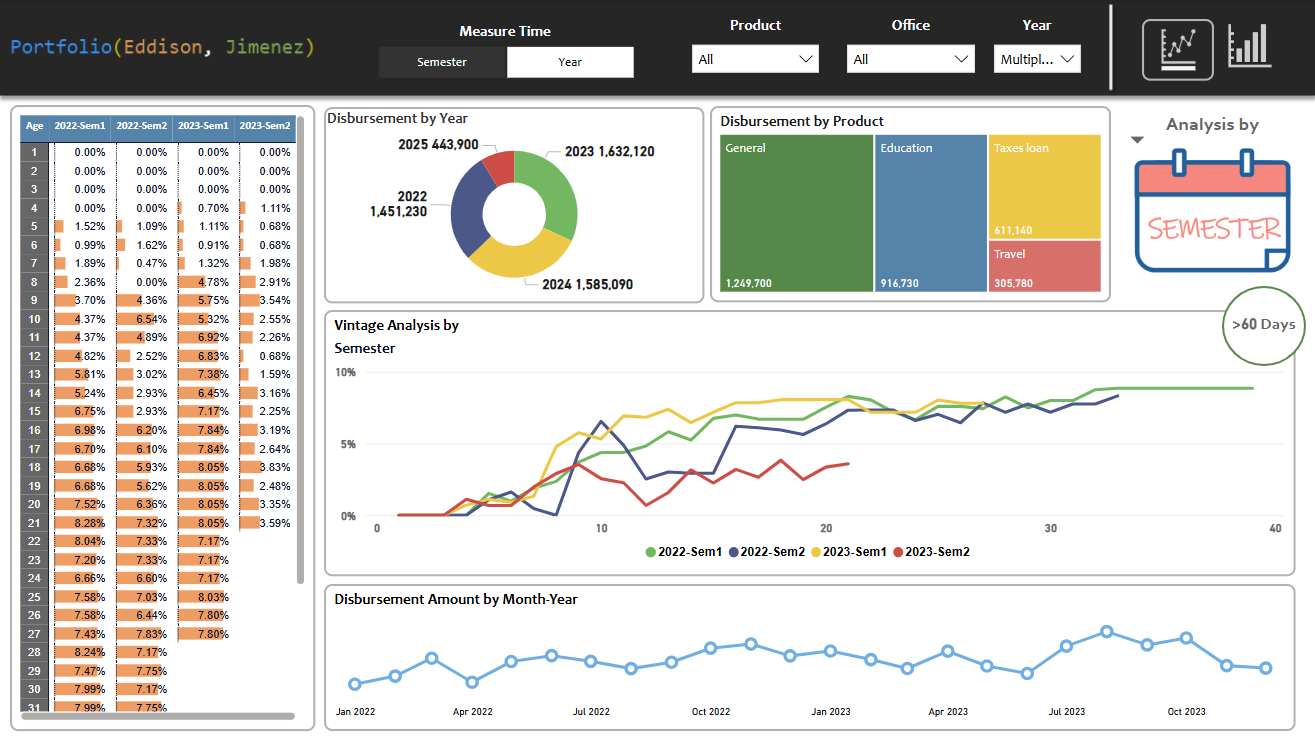 Portfolio(Eddison, Jimenez)
Measure Time
Semester Year
Product
All
Office
All
Year
Multipl...
Age 2022-Sem1 2022-Sem2 2023-Sem1 2023-Sem2
1 0.00% 0.00% 0.00% 0.00%
2 0.00% 0.00% 0.00% 0.00%
3 0.00% 0.00% 0.00% 0.00%
4 0.00% 0.00% 0.70% 1.11%
5 1.52% 1.09% 1.11% 0.68%
6 0.99% 1.62% 0.91% 0.68%
7 1.89% 0.47% 1.32% 1.98%
8 2.36% 0.00% 4.78% 2.91%
9 3.70% 4.36% 5.75% 3.54%
10 4.37% 6.54% 5.32% 2.55%
11 4.37% 4.89% 6.92% 2.26%
12 4.82% 2.52% 6.83% 0.68%
13 5.81% 3.02% 7.38% 1.59%
14 5.24% 2.93% 6.45% 3.16%
15 6.75% 2.93% 7.17% 2.25%
16 6.98% 6.20% 7.84% 3.19%
17 6.70% 6.10% 7.84% 2.64%
18 6.68% 5.93% 8.05% 3.83%
19 6.68% 5.62% 8.05% 2.48%
20 7.52% 6.36% 8.05% 3.35%
21 8.28% 7.32% 8.05% 3.59%
22 8.04% 7.33% 7.17%
23 7.20% 7.33% 7.17%
24 6.66% 6.60% 7.17%
25 7.58% 7.03% 8.03%
26 7.58% 6.44% 7.80%
27 7.43% 7.83% 7.80%
28 8.24% 7.17%
29 7.47% 7.75%
30 7.99% 7.17%
31 7.99% 7.75%
Disbursement by Year
2025 443,900
2023 1,632,120
2022
1,451,230
2024 1,585,090
Disbursement by Product
General
1,249,700
Education
916,730
Taxes loan
611,140
Travel
305,780
Analysis by
SEMESTER
>60 Days
Vintage Analysis by
Semester
10%
5%
0%
0 10 20 30 40
2022-Sem1 2022-Sem2 2023-Sem1 2023-Sem2
Disbursement Amount by Month-Year
Jan 2022 Apr 2022 Jul 2022 Oct 2022 Jan 2023 Apr 2023 Jul 2023 Oct 2023